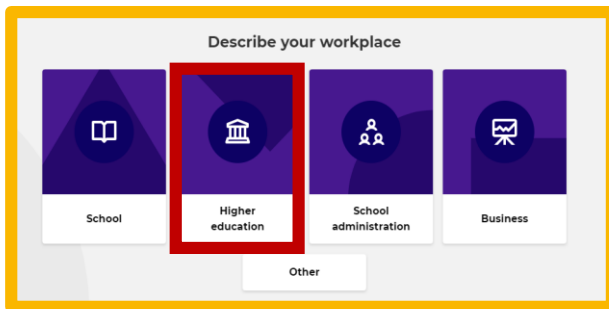 Describe your workplace
School
Higher
education
School
administration
Business
Other